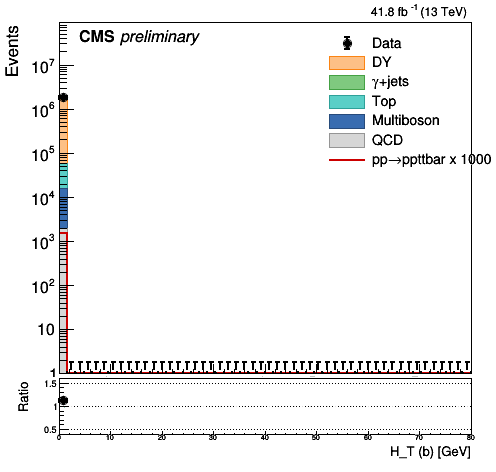 41.8 fb⁻¹ (13 TeV)
CMS preliminary
Events
Data
DY
γ+jets
Top
Multiboson
QCD
pp→ppttbar x 1000
10⁷
10⁶
10⁵
10⁴
10³
10²
10
1
Ratio
1.5
1
0.5
0 10 20 30 40 50 60 70 80
H_T (b) [GeV]